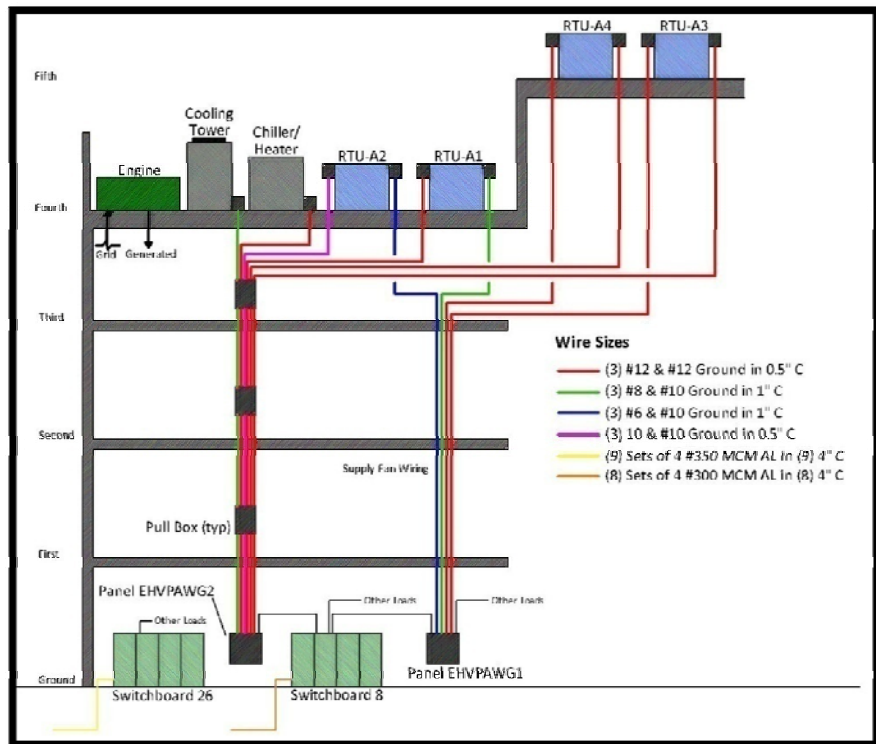 RTU-A4
RTU-A3
Fifth
Cooling
Tower
Chiller/
Heater
Engine
RTU-A2
RTU-A1
Fourth
Grid
Generated
Third
Wire Sizes
(3) #12 & #12 Ground in 0.5" C
(3) #8 & #10 Ground in 1" C
(3) #6 & #10 Ground in 1" C
(3) 10 & #10 Ground in 0.5" C
(9) Sets of 4 #350 MCM AL in (9) 4" C
(8) Sets of 4 #300 MCM AL in (8) 4" C
Second
Supply Fan Wiring
Pull Box (typ)
First
Panel EHVPAWG2
Other Loads
Other Loads
Other Loads
Panel EHVPAWG1
Ground
Switchboard 26
Switchboard 8